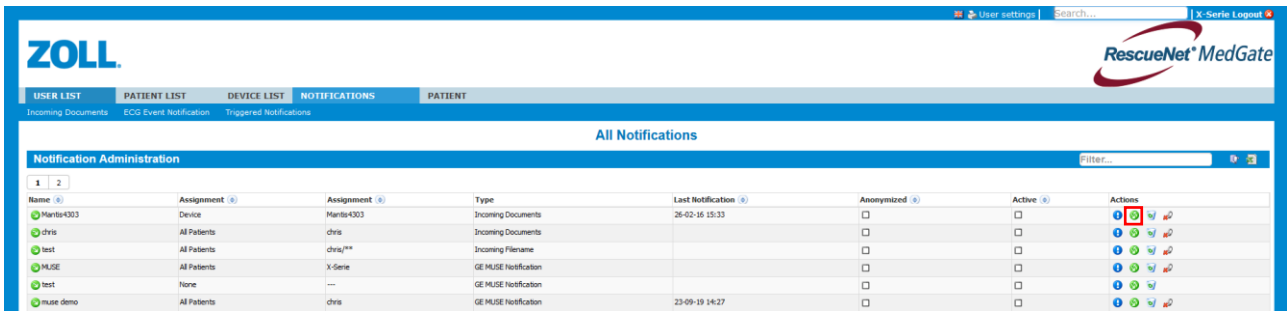 User settings | Search... | X-Serie Logout
ZOLL.
RescueNet® MedGate
USER LIST PATIENT LIST DEVICE LIST NOTIFICATIONS PATIENT
Incoming Documents ECG Event Notification Triggered Notifications
All Notifications
Notification Administration Filter...
1 2
Name Assignment Assignment Type Last Notification Anonymized Active Actions
Mantis4303 Device Mantis4303 Incoming Documents 26-02-16 15:33
chris All Patients chris Incoming Documents
test All Patients chris/** Incoming Filename
MUSE All Patients X-Serie GE MUSE Notification
test None --- GE MUSE Notification
muse demo All Patients chris GE MUSE Notification 23-09-19 14:27